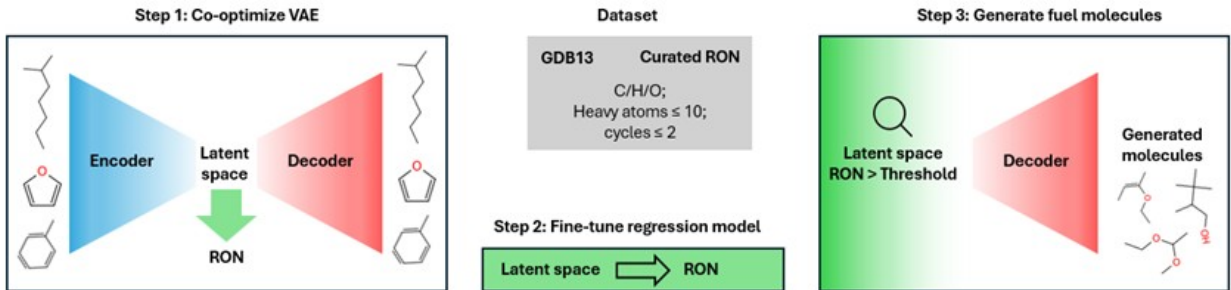 Step 1: Co-optimize VAE
Encoder
Latent
space
Decoder
RON
O
O
Dataset
GDB13 Curated RON
C/H/O;
Heavy atoms ≤ 10;
cycles ≤ 2
Step 2: Fine-tune regression model
Latent space RON
Step 3: Generate fuel molecules
Latent space
RON > Threshold
Decoder
Generated
molecules
O
OH
O
O